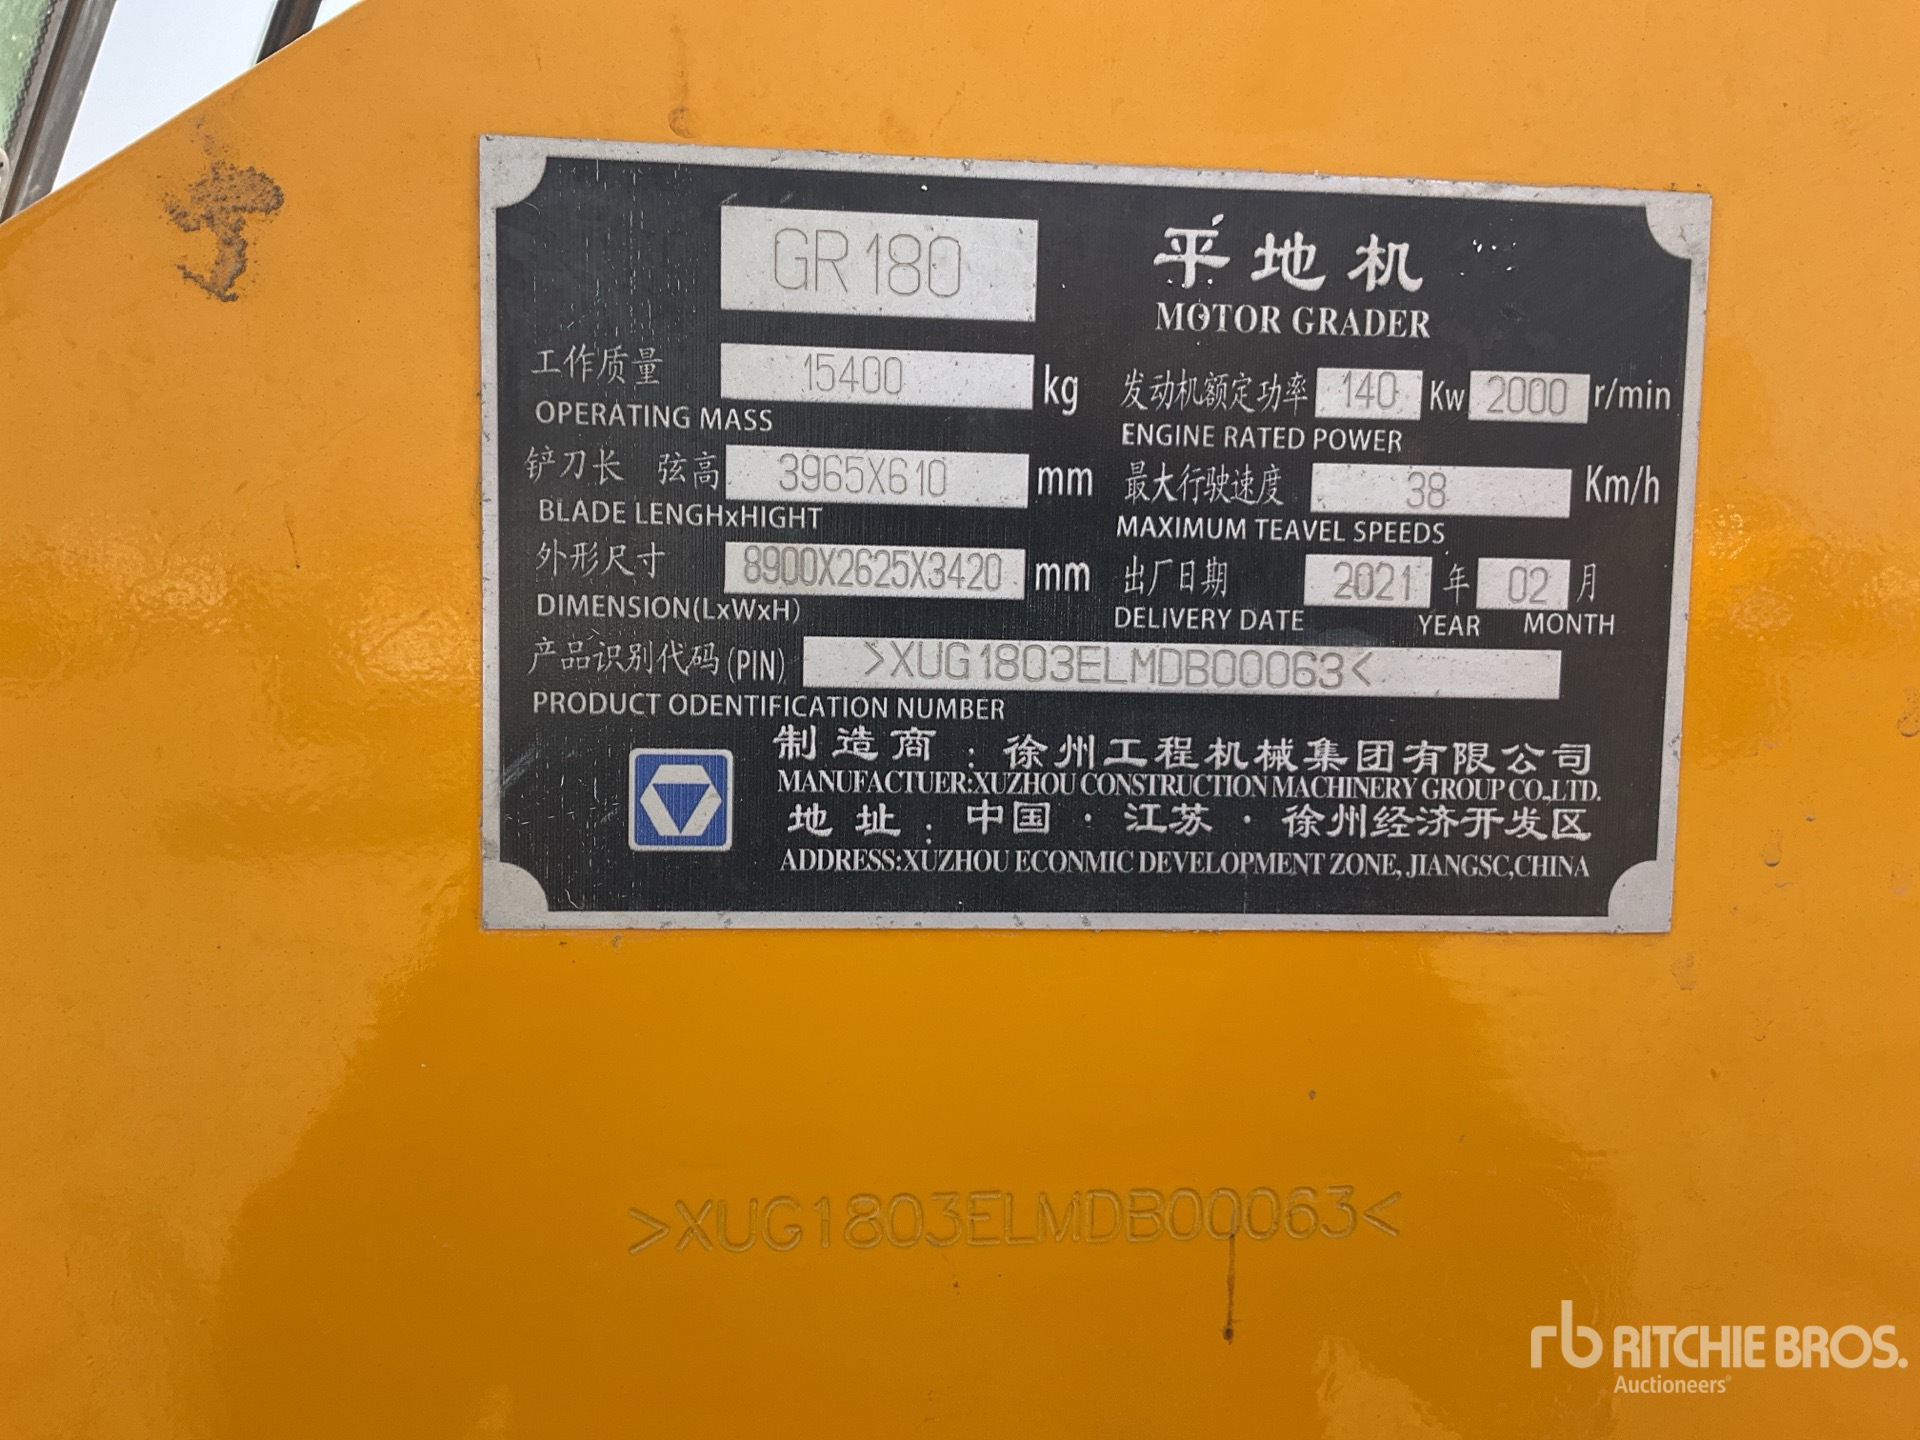 GR180
平地机
MOTOR GRADER
工作质量 15400 kg
OPERATING MASS
发动机额定功率 140 Kw 2000 r/min
ENGINE RATED POWER
铲刀长 弦高 3965X610 mm
BLADE LENGHxHIGHT
最大行驶速度 38 Km/h
MAXIMUM TEAVEL SPEEDS
外形尺寸 8900X2625X3420 mm
DIMENSION(LxWxH)
出厂日期 2021 年 02 月
DELIVERY DATE YEAR MONTH
产品识别代码(PIN) >XUG1803ELMDB00063<
PRODUCT ODENTIFICATION NUMBER
制造商:徐州工程机械集团有限公司
MANUFACTUER:XUZHOU CONSTRUCTION MACHINERY GROUP CO.,LTD.
地址:中国·江苏·徐州经济开发区
ADDRESS:XUZHOU ECONMIC DEVELOPMENT ZONE, JIANGSC,CHINA
>XUG1803ELMDB00063<
rb RITCHIE BROS.
Auctioneers